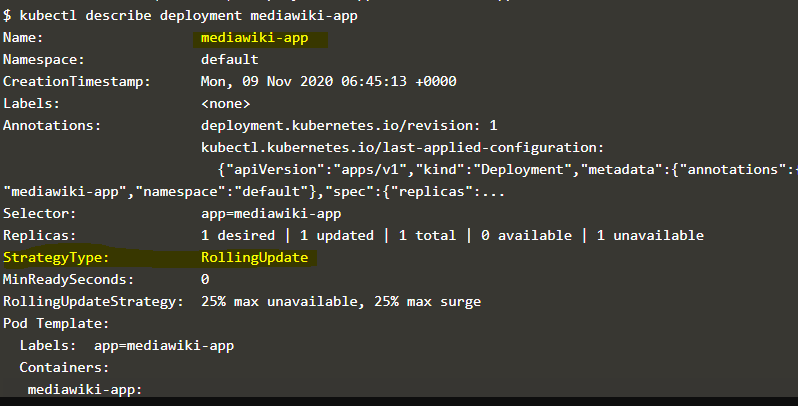 $ kubectl describe deployment mediawiki-app
Name: mediawiki-app
Namespace: default
CreationTimestamp: Mon, 09 Nov 2020 06:45:13 +0000
Labels: <none>
Annotations: deployment.kubernetes.io/revision: 1
kubectl.kubernetes.io/last-applied-configuration:
{"apiVersion":"apps/v1","kind":"Deployment","metadata":{"annotations":
"mediawiki-app","namespace":"default"},"spec":{"replicas":...
Selector: app=mediawiki-app
Replicas: 1 desired | 1 updated | 1 total | 0 available | 1 unavailable
StrategyType: RollingUpdate
MinReadySeconds: 0
RollingUpdateStrategy: 25% max unavailable, 25% max surge
Pod Template:
Labels: app=mediawiki-app
Containers:
mediawiki-app: